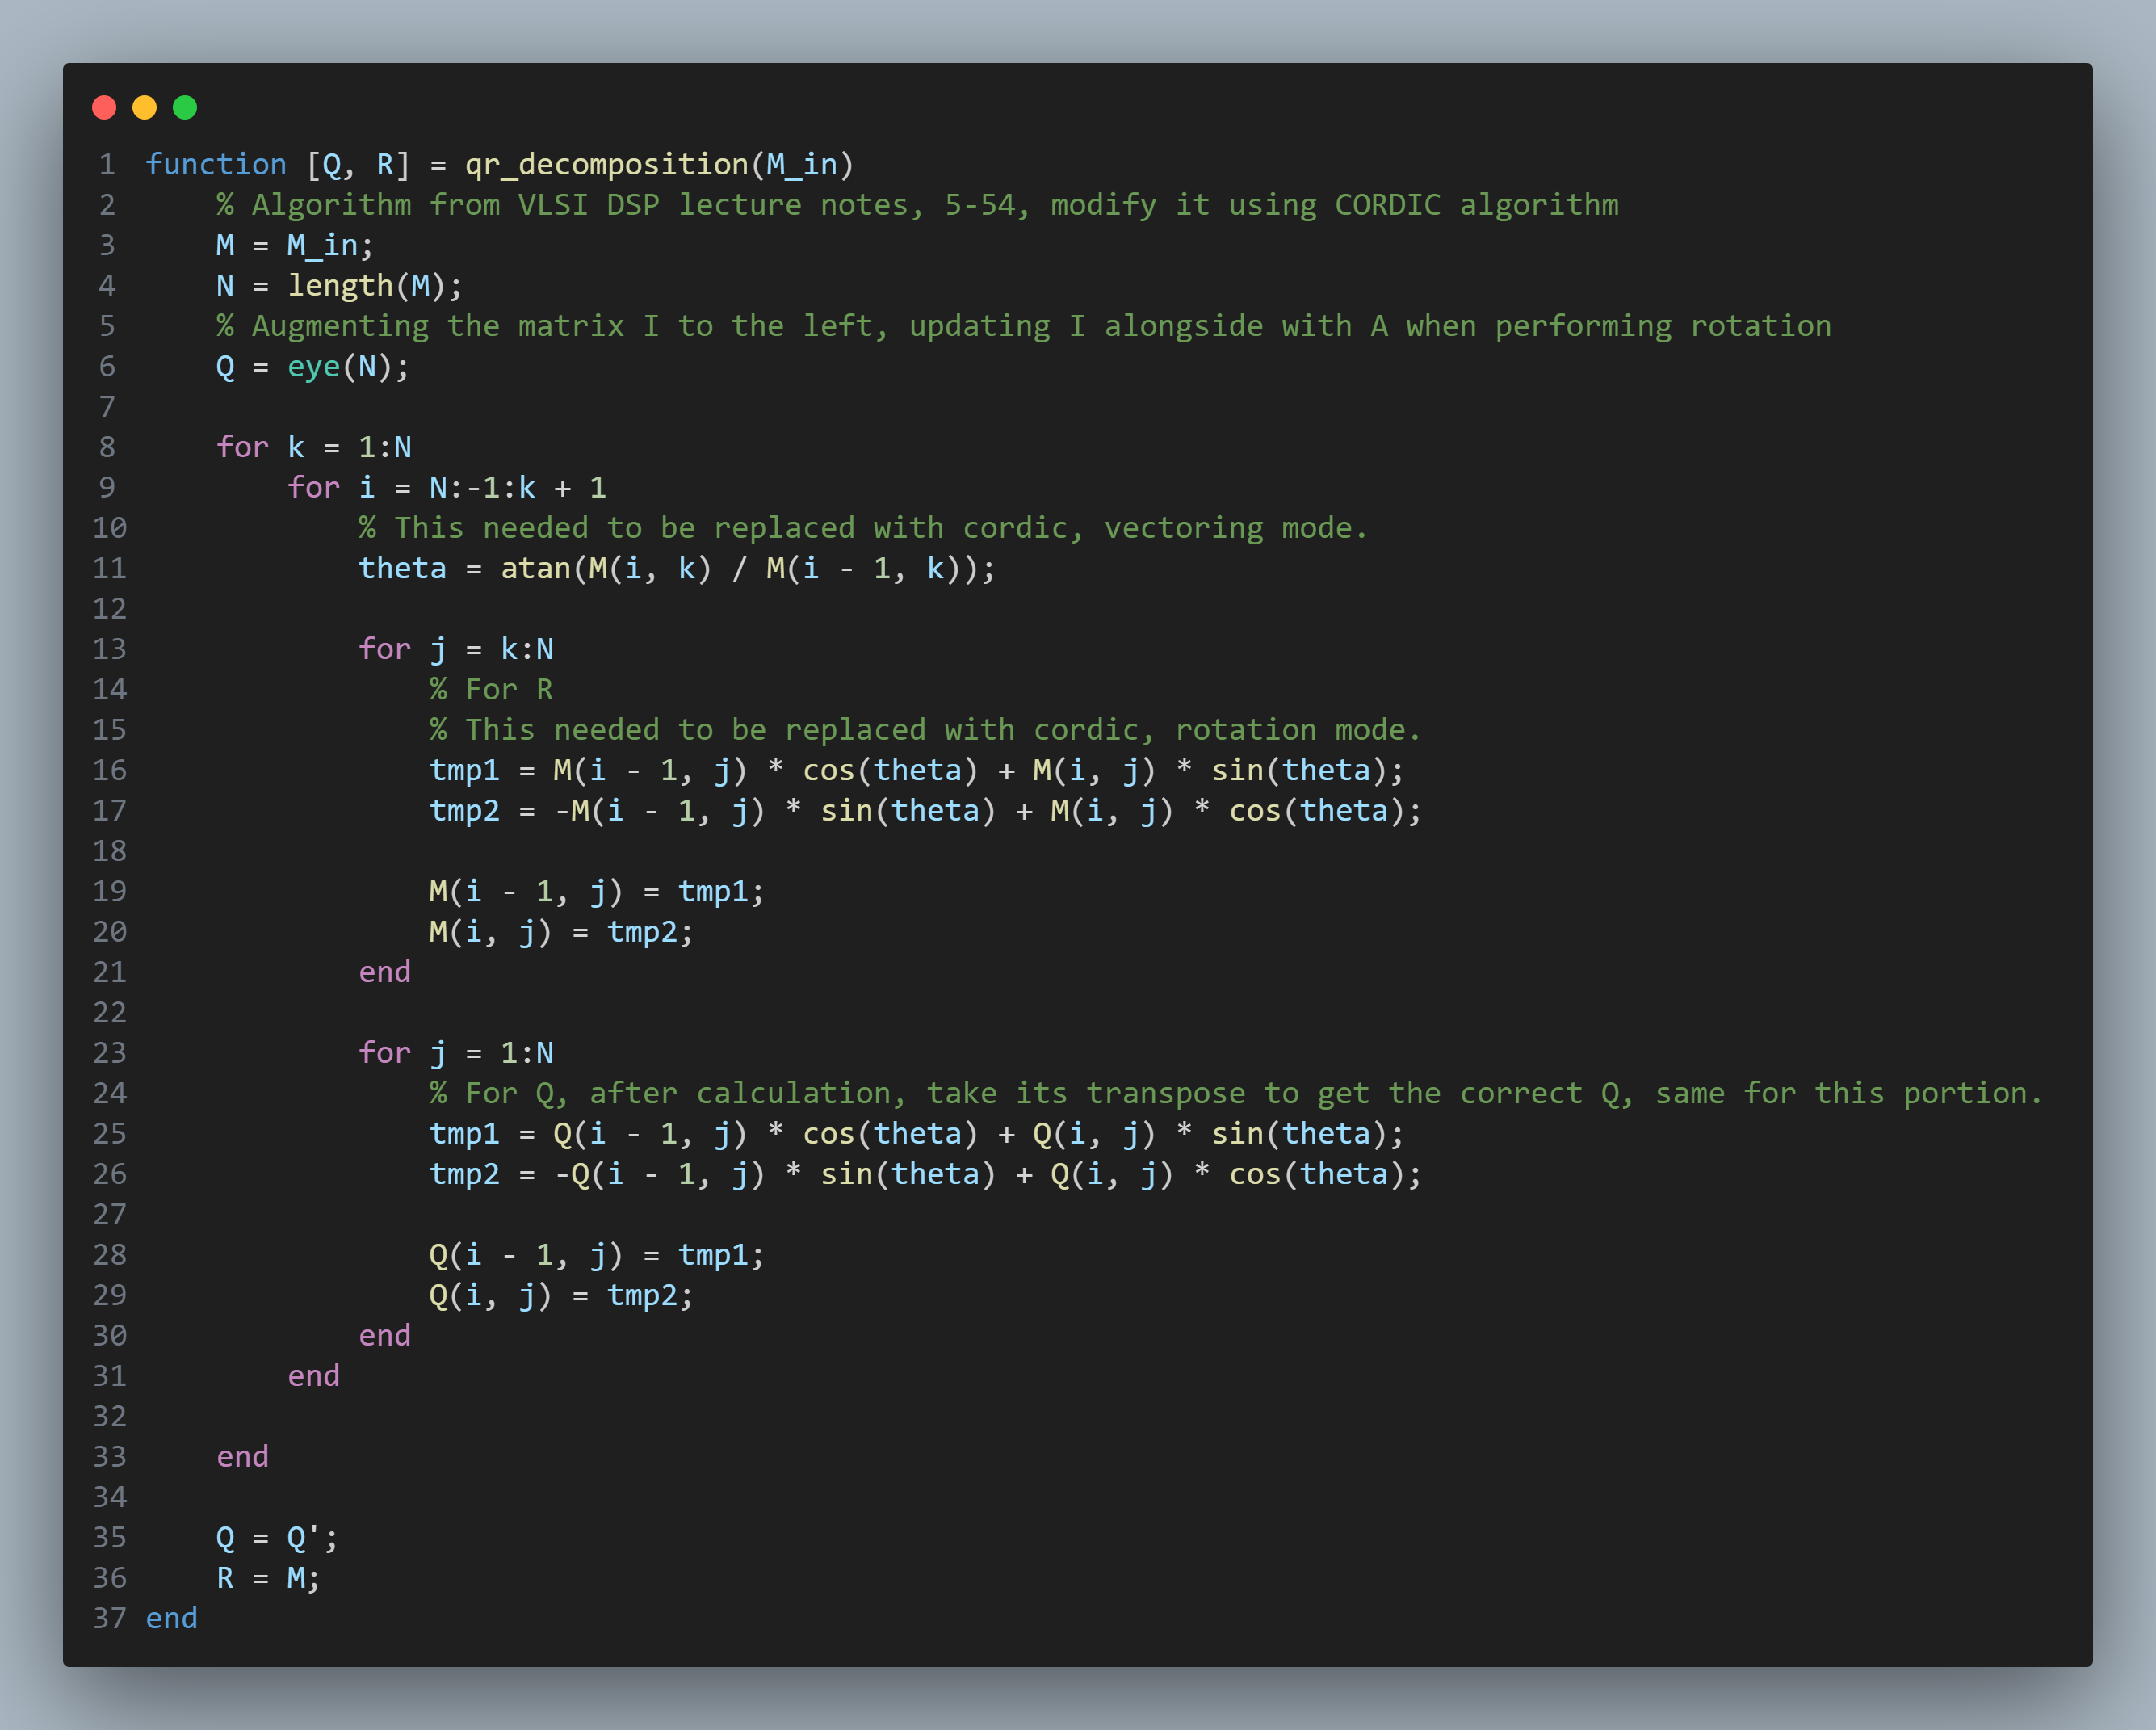 1 function [Q, R] = qr_decomposition(M_in)
2     % Algorithm from VLSI DSP lecture notes, 5-54, modify it using CORDIC algorithm
3     M = M_in;
4     N = length(M);
5     % Augmenting the matrix I to the left, updating I alongside with A when performing rotation
6     Q = eye(N);
7
8     for k = 1:N
9         for i = N:-1:k + 1
10             % This needed to be replaced with cordic, vectoring mode.
11             theta = atan(M(i, k) / M(i - 1, k));
12
13             for j = k:N
14                 % For R
15                 % This needed to be replaced with cordic, rotation mode.
16                 tmp1 = M(i - 1, j) * cos(theta) + M(i, j) * sin(theta);
17                 tmp2 = -M(i - 1, j) * sin(theta) + M(i, j) * cos(theta);
18
19                 M(i - 1, j) = tmp1;
20                 M(i, j) = tmp2;
21             end
22
23             for j = 1:N
24                 % For Q, after calculation, take its transpose to get the correct Q, same for this portion.
25                 tmp1 = Q(i - 1, j) * cos(theta) + Q(i, j) * sin(theta);
26                 tmp2 = -Q(i - 1, j) * sin(theta) + Q(i, j) * cos(theta);
27
28                 Q(i - 1, j) = tmp1;
29                 Q(i, j) = tmp2;
30             end
31         end
32
33     end
34
35     Q = Q';
36     R = M;
37 end